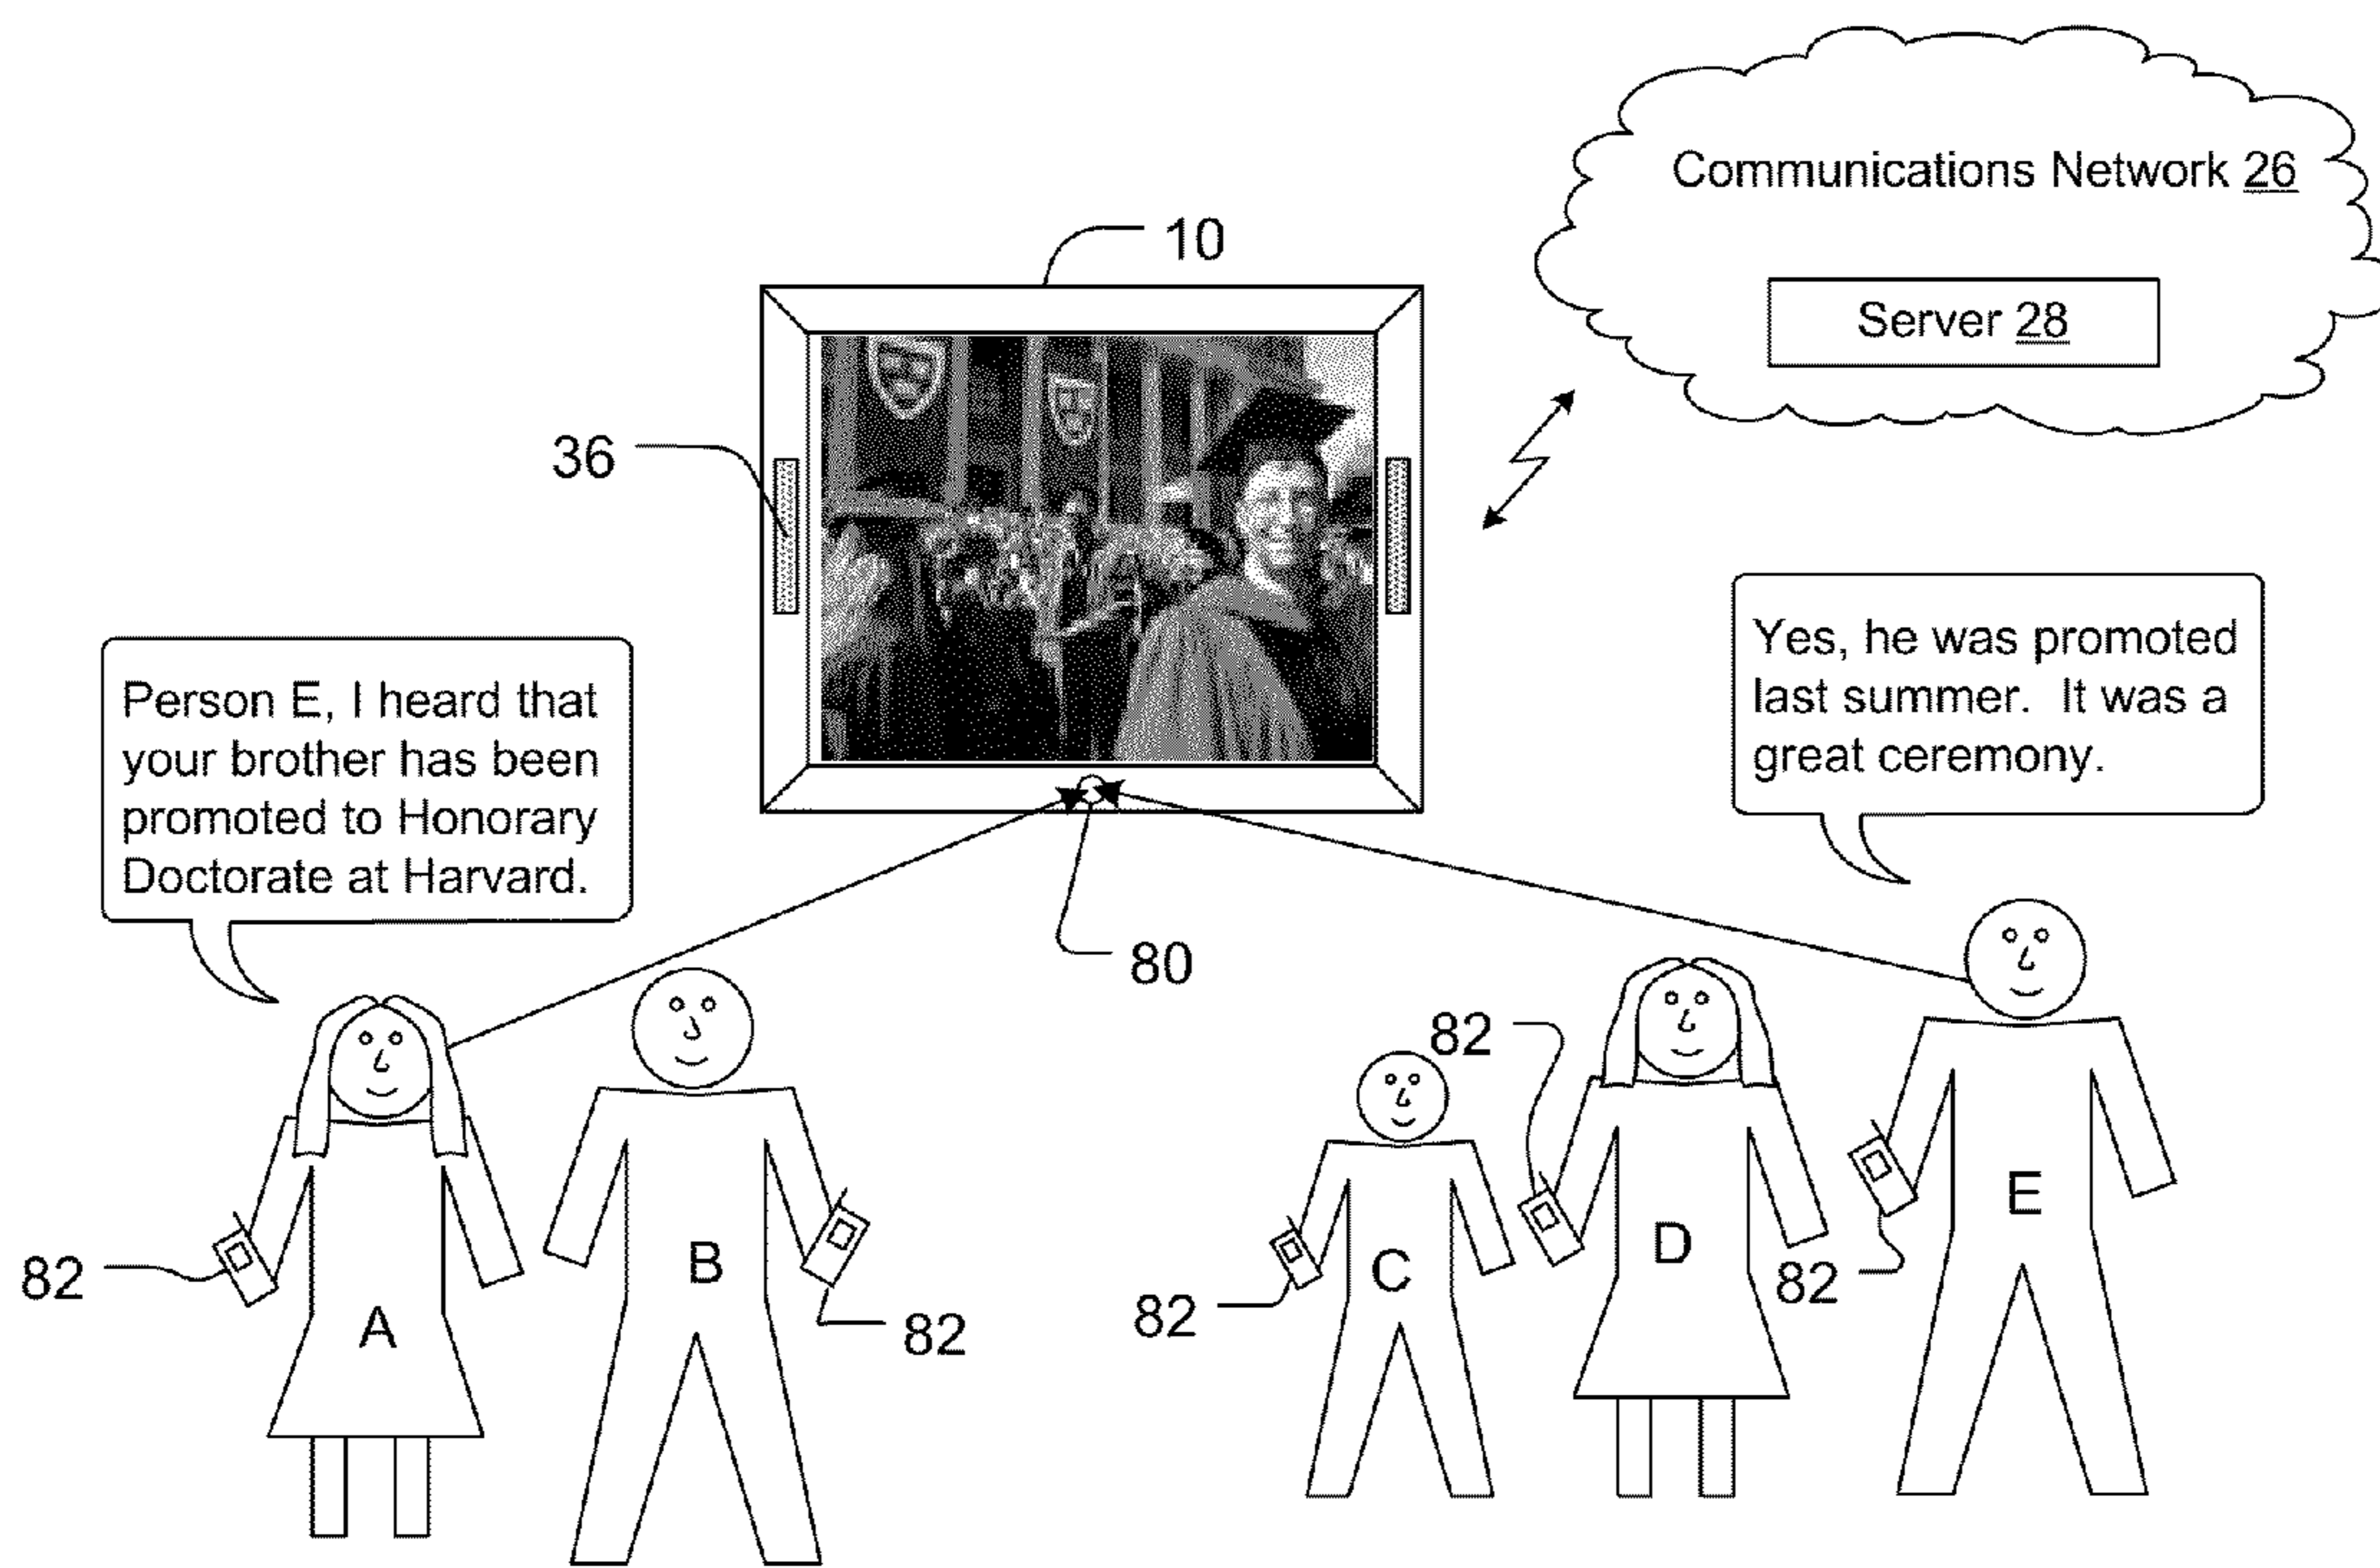 Communications Network 26
10
Server 28
36
Person E, I heard that
your brother has been
promoted to Honorary
Doctorate at Harvard.
Yes, he was promoted
last summer. It was a
great ceremony.
80
82
82
82
82
82
A
B
C
D
E